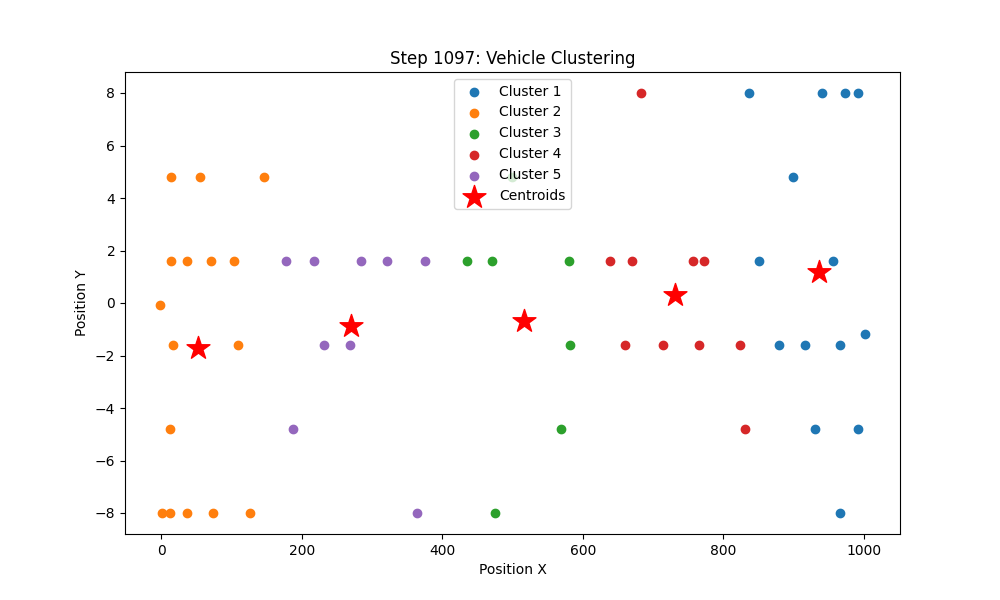 Step 1097: Vehicle Clustering
Cluster 1
Cluster 2
Cluster 3
Cluster 4
Cluster 5
Centroids
8
6
4
2
0
−2
−4
−6
−8
Position Y
0 200 400 600 800 1000
Position X